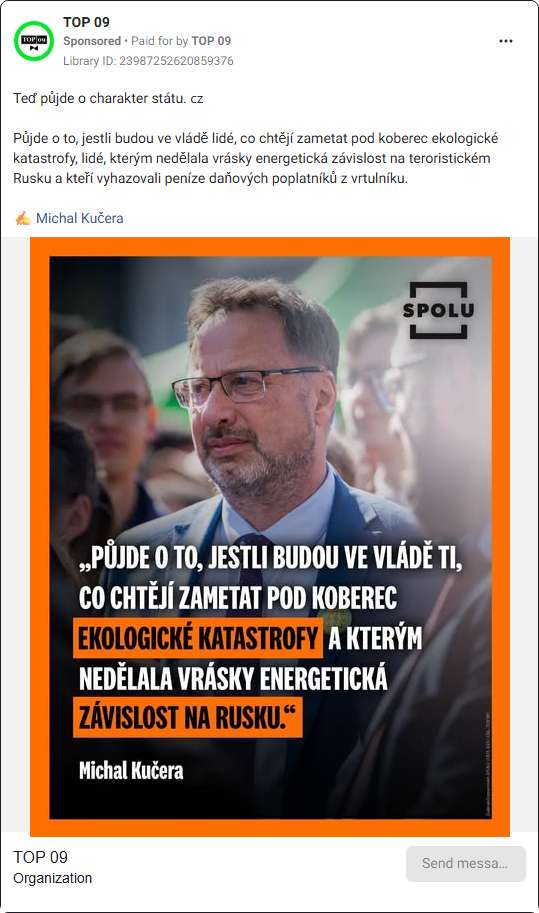 TOP 09
Sponsored • Paid for by TOP 09
Library ID: 23987252620859376
Teď půjde o charakter státu. cz
Půjde o to, jestli budou ve vládě lidé, co chtějí zametat pod koberec ekologické
katastrofy, lidé, kterým nedělala vrásky energetická závislost na teroristickém
Rusku a kteří vyhazovali peníze daňových poplatníků z vrtulníku.
✍ Michal Kučera
SPOLU
„PŮJDE O TO, JESTLI BUDOU VE VLÁDĚ TI,
CO CHTĚJÍ ZAMETAT POD KOBEREC
EKOLOGICKÉ KATASTROFY A KTERÝM
NEDĚLALA VRÁSKY ENERGETICKÁ
ZÁVISLOST NA RUSKU.“
Michal Kučera
TOP 09
Organization
Send messa...